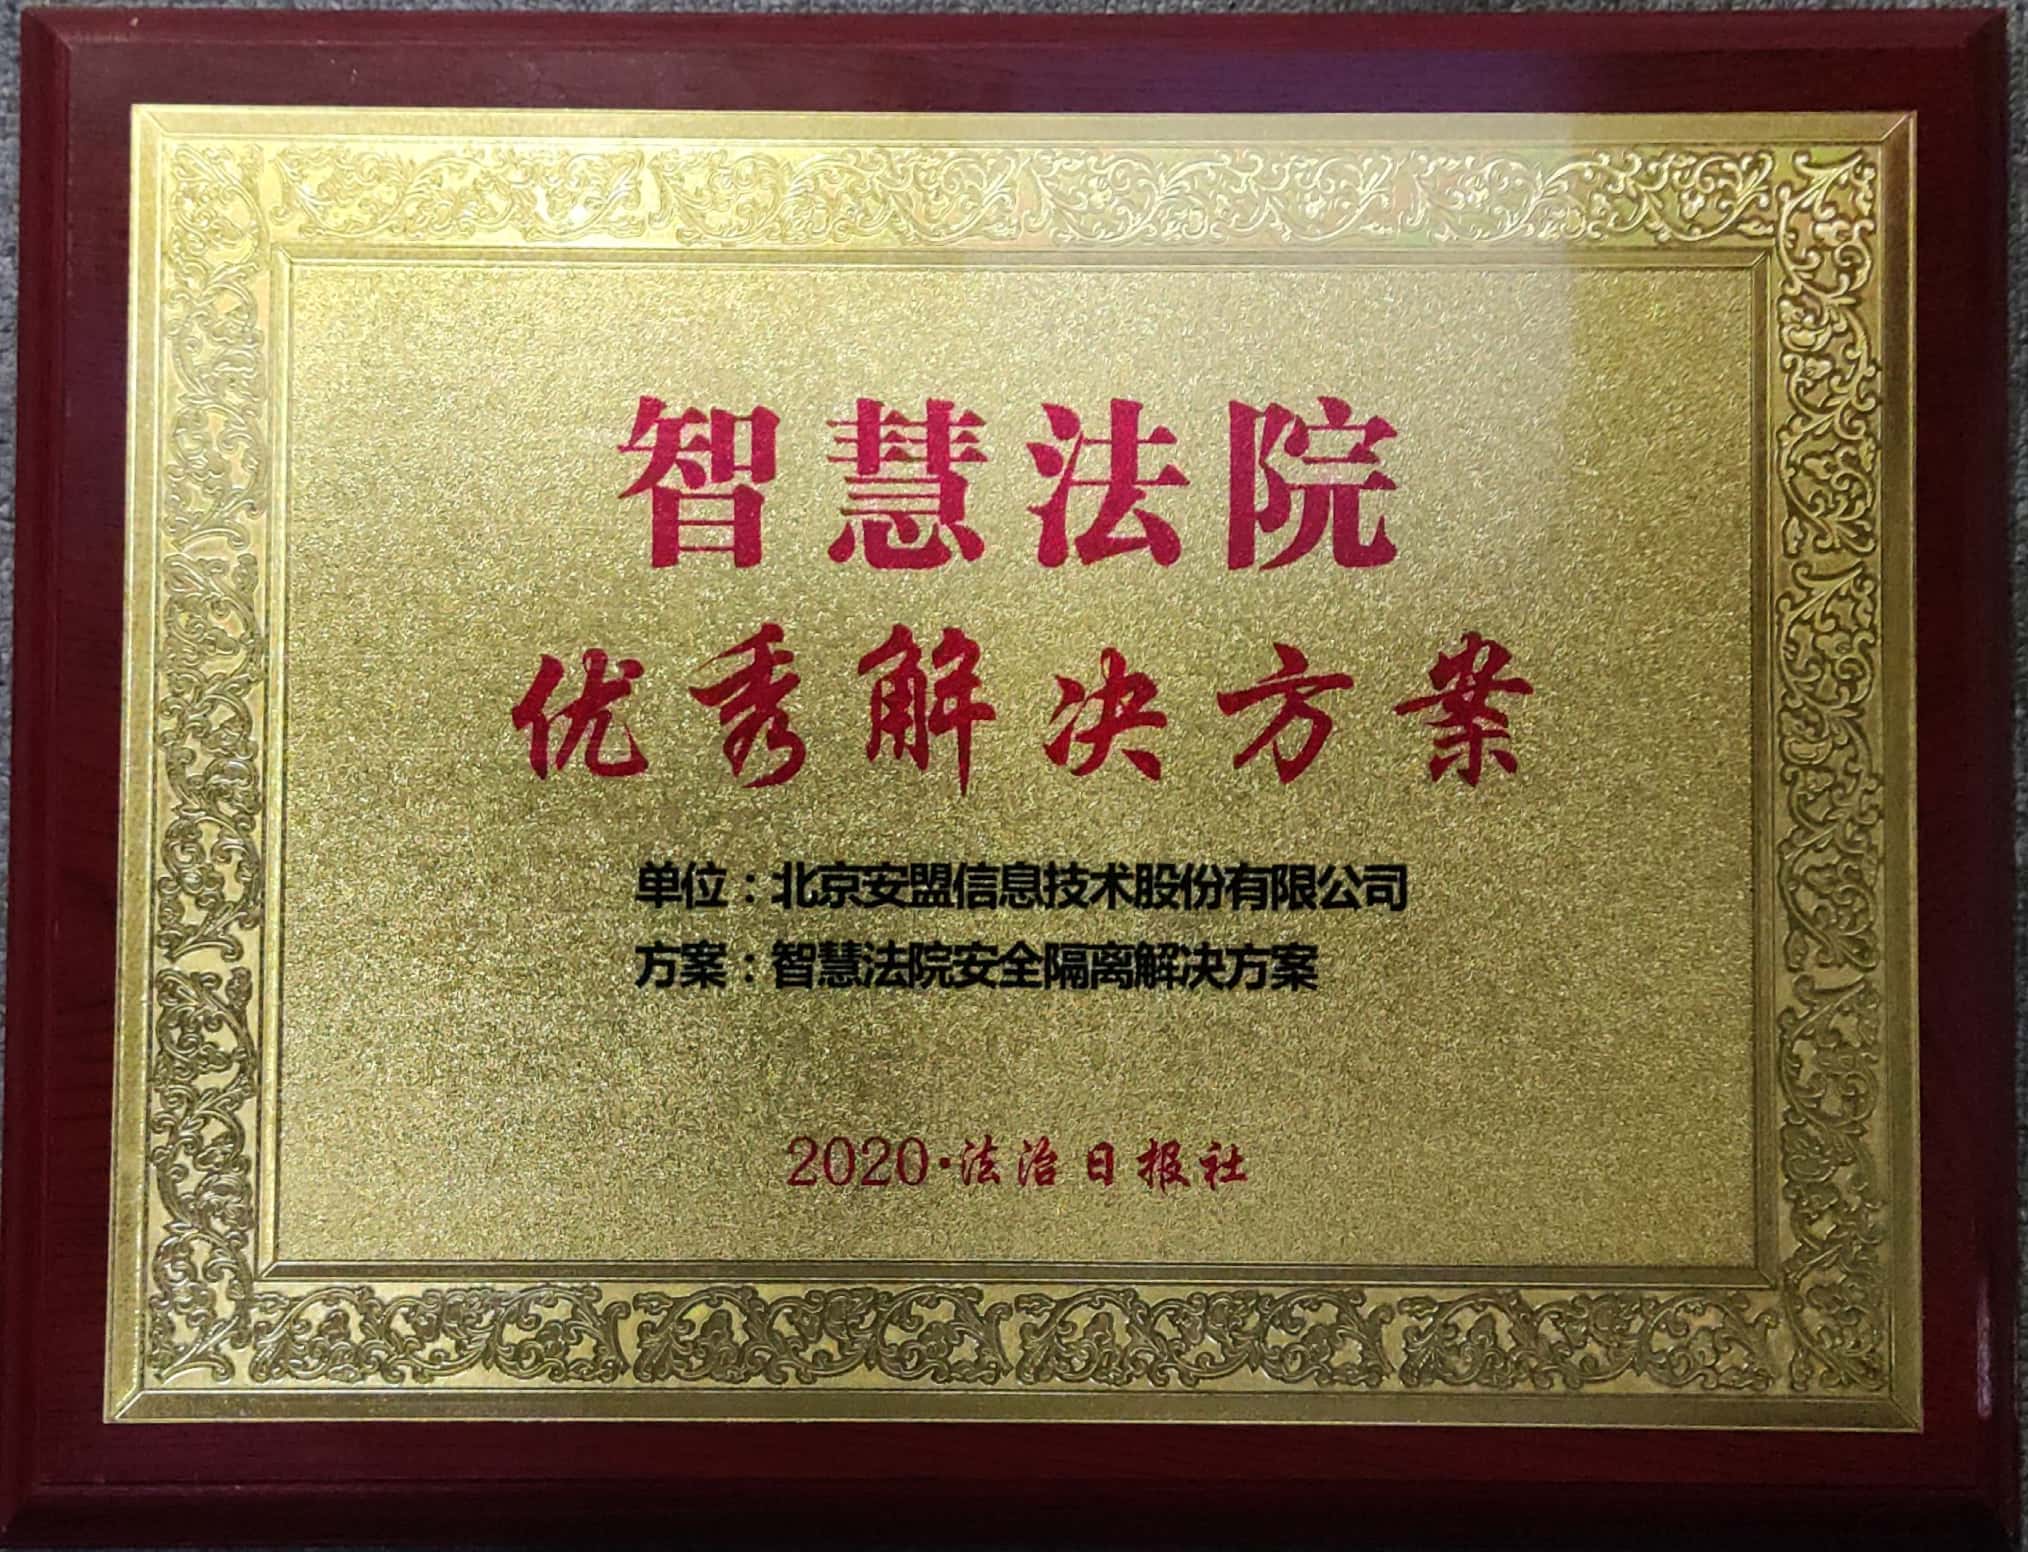 智慧法院
优秀解决方案
单位：北京安盟信息技术股份有限公司
方案：智慧法院安全隔离解决方案
2020·法治日报社